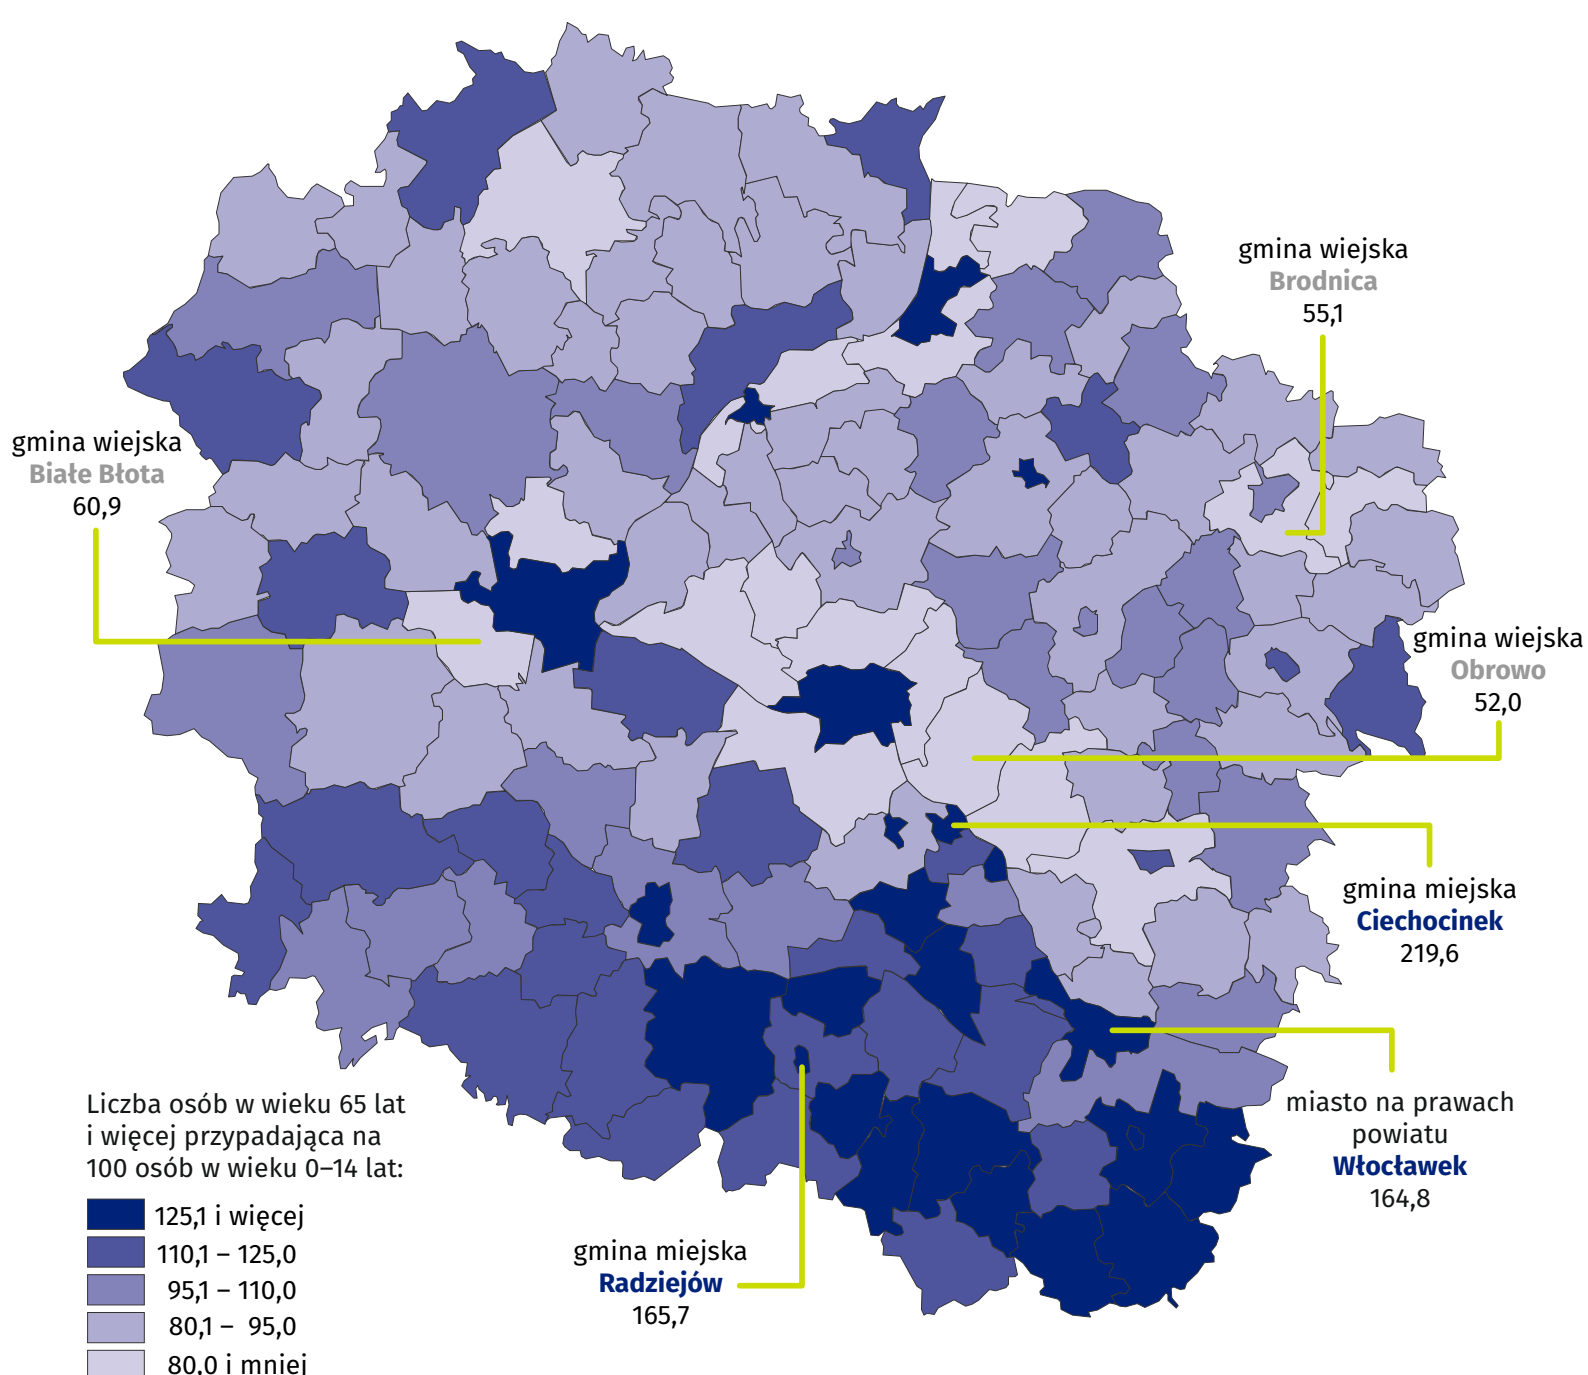 gmina wiejska
Brodnica
55,1
gmina wiejska
Białe Błota
60,9
gmina wiejska
Obrowo
52,0
gmina miejska
Ciechocinek
219,6
miasto na prawach
powiatu
Włocławek
164,8
gmina miejska
Radziejów
165,7
Liczba osób w wieku 65 lat
i więcej przypadająca na
100 osób w wieku 0–14 lat:
125,1 i więcej
110,1 – 125,0
95,1 – 110,0
80,1 – 95,0
80,0 i mniej